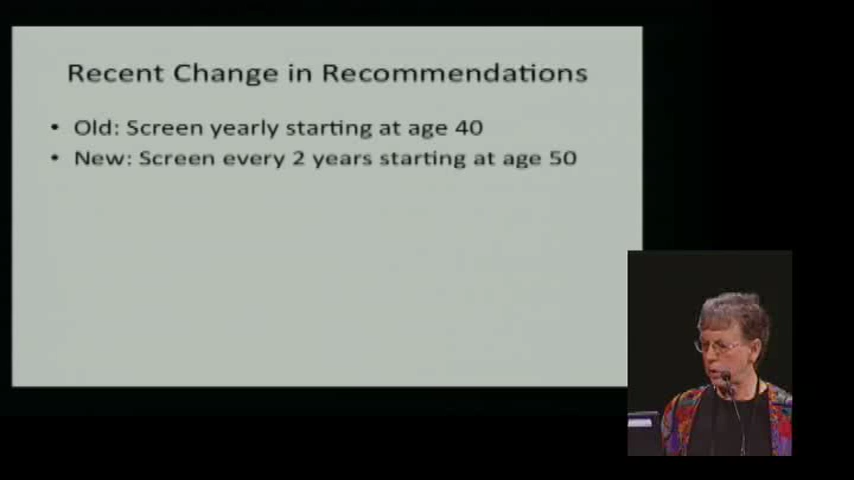 Recent Change in Recommendations
• Old: Screen yearly starting at age 40
• New: Screen every 2 years starting at age 50